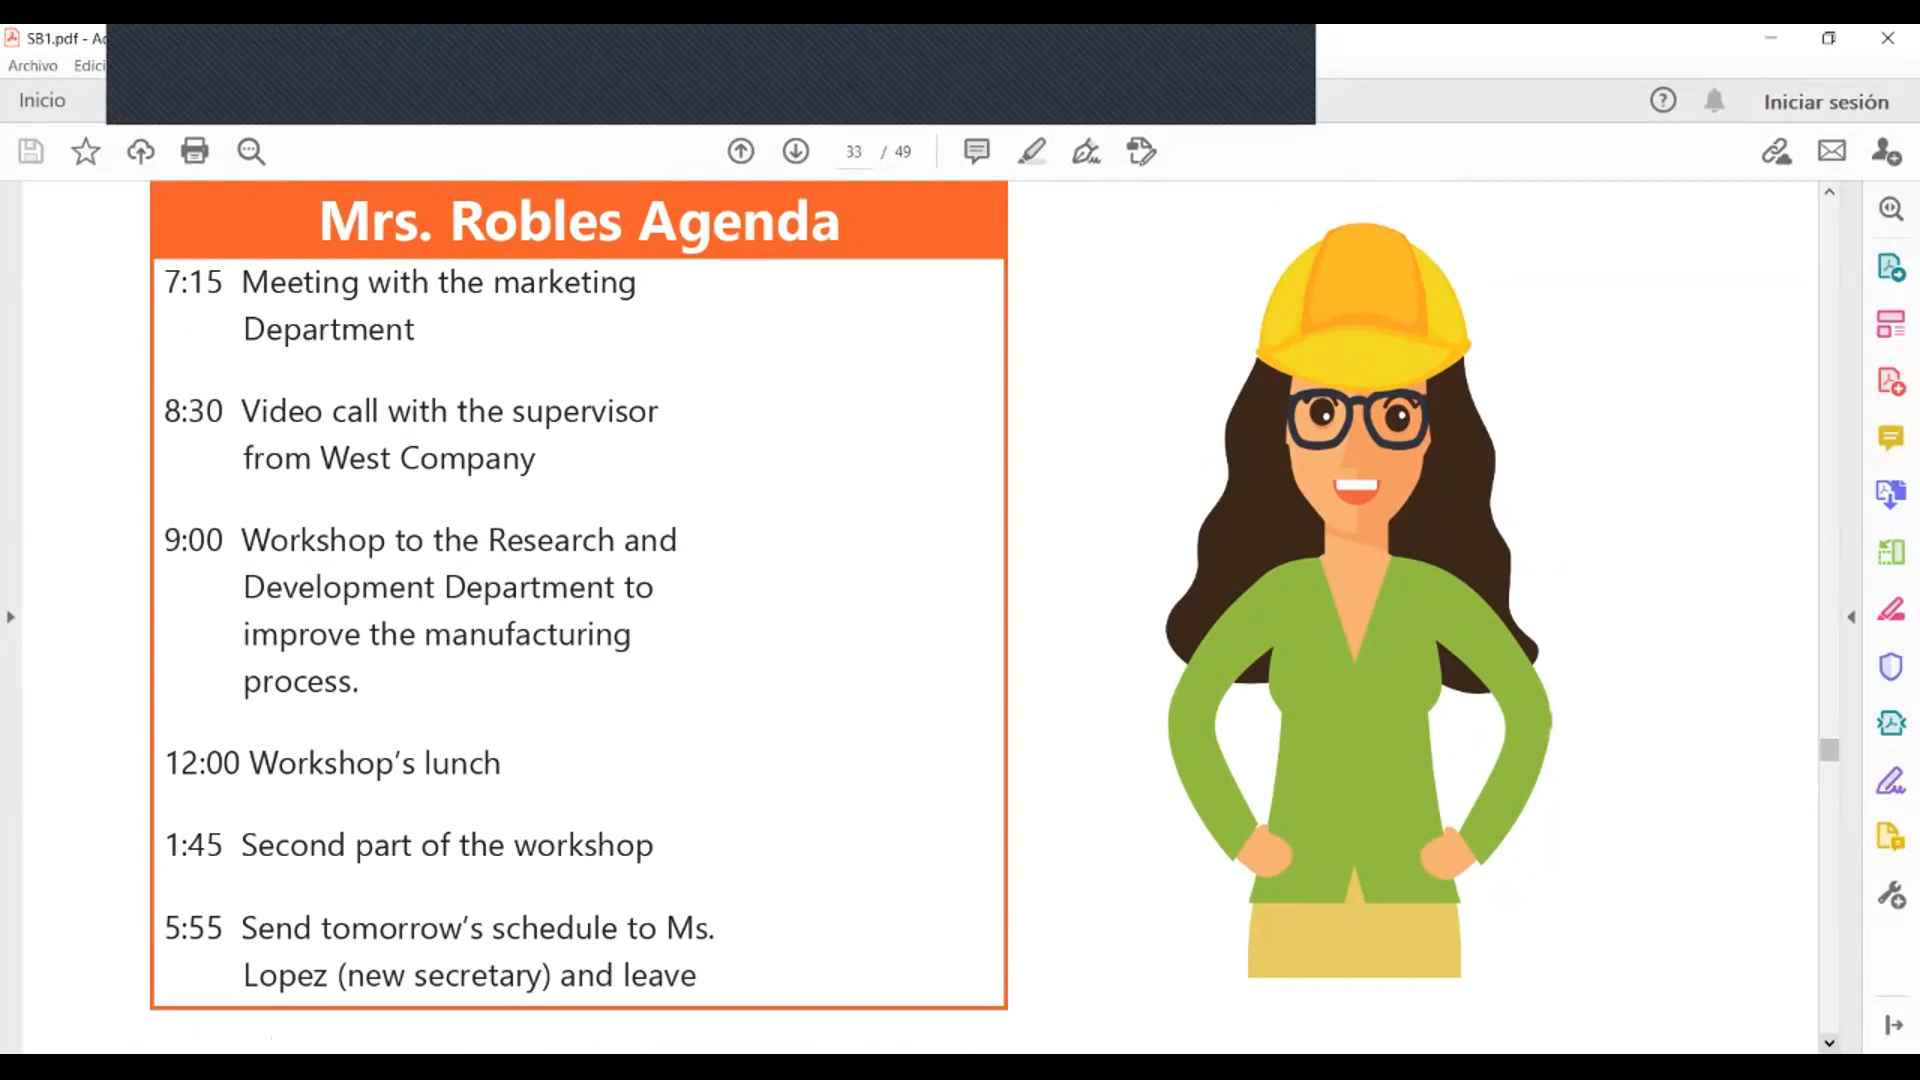 SB1.pdf - Ac
Archivo Edici
Inicio
Iniciar sesión
33 / 49
Mrs. Robles Agenda
7:15 Meeting with the marketing
Department
8:30 Video call with the supervisor
from West Company
9:00 Workshop to the Research and
Development Department to
improve the manufacturing
process.
12:00 Workshop’s lunch
1:45 Second part of the workshop
5:55 Send tomorrow’s schedule to Ms.
Lopez (new secretary) and leave